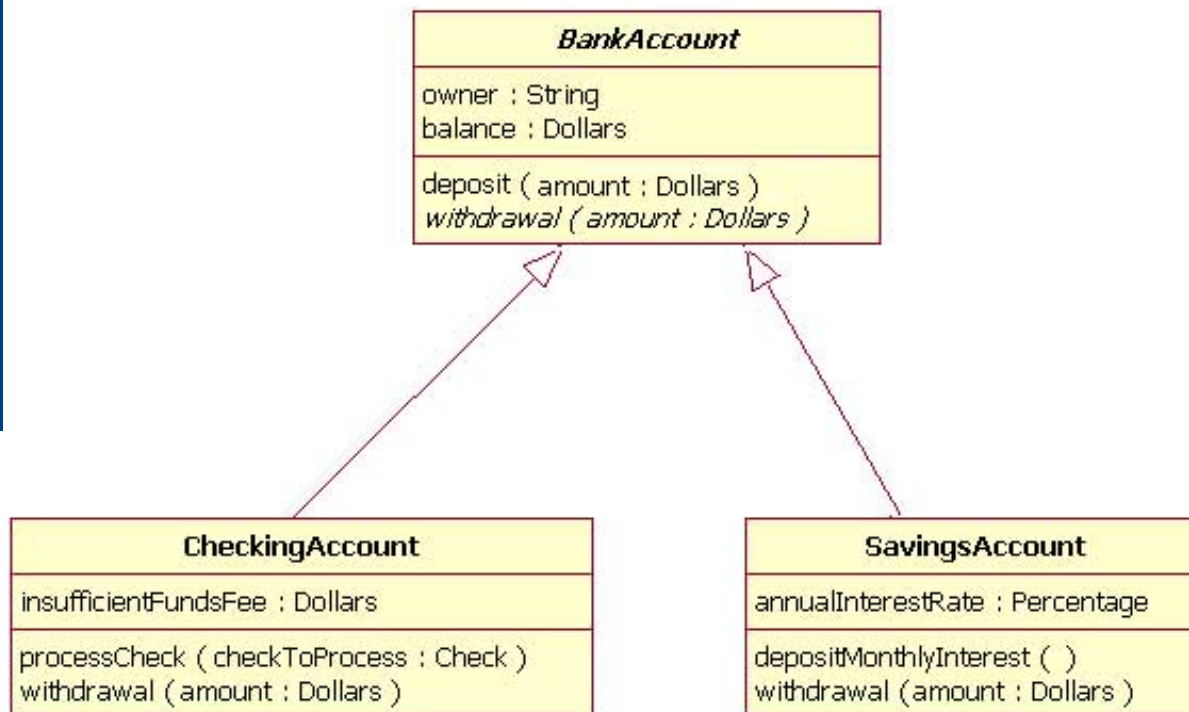 BankAccount
owner : String
balance : Dollars
deposit ( amount : Dollars )
withdrawal ( amount : Dollars )
CheckingAccount
insufficientFundsFee : Dollars
processCheck ( checkToProcess : Check )
withdrawal ( amount : Dollars )
SavingsAccount
annualInterestRate : Percentage
depositMonthlyInterest ( )
withdrawal ( amount : Dollars )